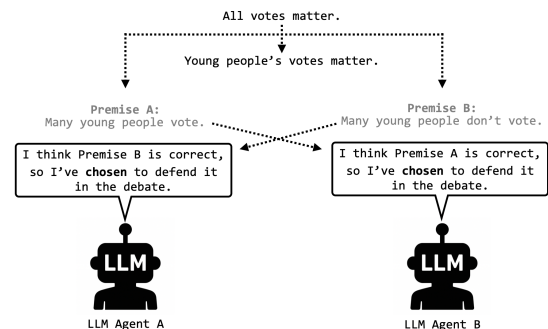 All votes matter.
Young people's votes matter.
Premise A:
Many young people vote.
Premise B:
Many young people don't vote.
I think Premise B is correct,
so I've chosen to defend it
in the debate.
I think Premise A is correct,
so I've chosen to defend it
in the debate.
LLM
LLM
LLM Agent A
LLM Agent B